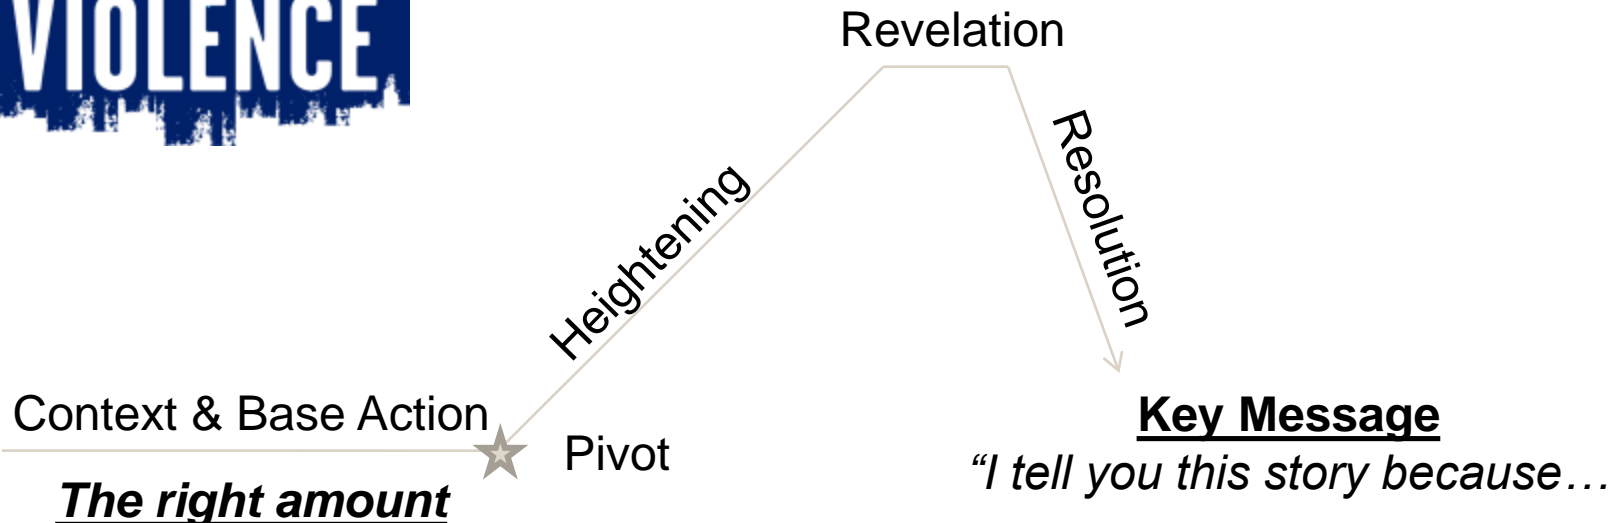 VIOLENCE
Revelation
Resolution
Heightening
Context & Base Action
Pivot
Key Message
“I tell you this story because…
The right amount